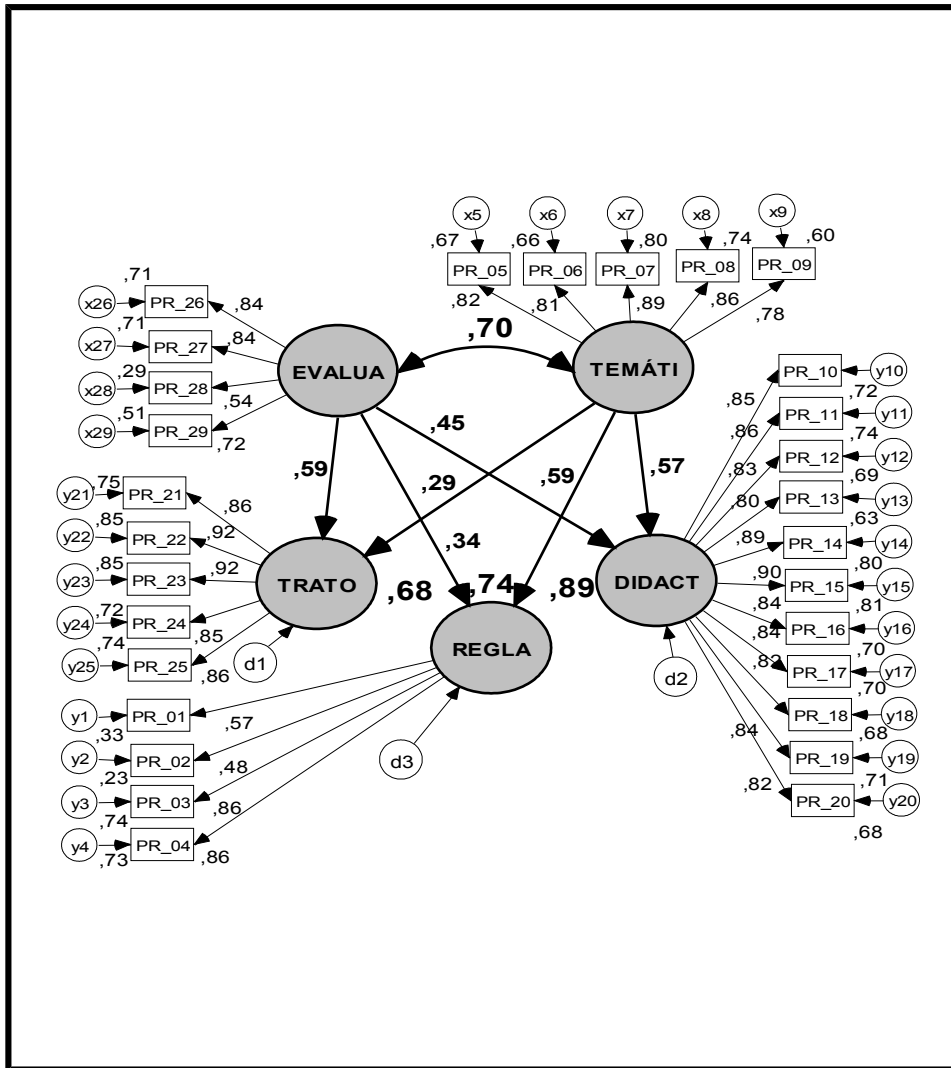 x5 x6 x7 x8 x9
,67 ,66 ,80 ,74 ,60
PR_05 PR_06 PR_07 PR_08 PR_09
,82 ,81 ,89 ,86 ,78
,71
x26 PR_26 ,84
,71
x27 PR_27 ,84
,29
x28 PR_28 ,54
,51
x29 PR_29 ,72
EVALUA ,70 TEMÁTI
,45
,59 ,29 ,59 ,57
,34
PR_10 y10
,85 ,72
PR_11 y11
,86 ,74
PR_12 y12
,83 ,69
PR_13 y13
,80 ,63
PR_14 y14
,89 ,80
PR_15 y15
,90 ,81
PR_16 y16
,84 ,70
PR_17 y17
,84 ,70
PR_18 y18
,82 ,68
PR_19 y19
,84 ,71
PR_20 y20
,82 ,68
,75
y21 PR_21 ,86
,85
y22 PR_22 ,92
,85
y23 PR_23 ,92
,72
y24 PR_24 ,85
,74
y25 PR_25 ,86
TRATO ,68 ,74 ,89 DIDACT
REGLA
d1 d2
d3
y1 PR_01 ,57
,33
y2 PR_02 ,48
,23
y3 PR_03 ,86
,74
y4 PR_04 ,86
,73